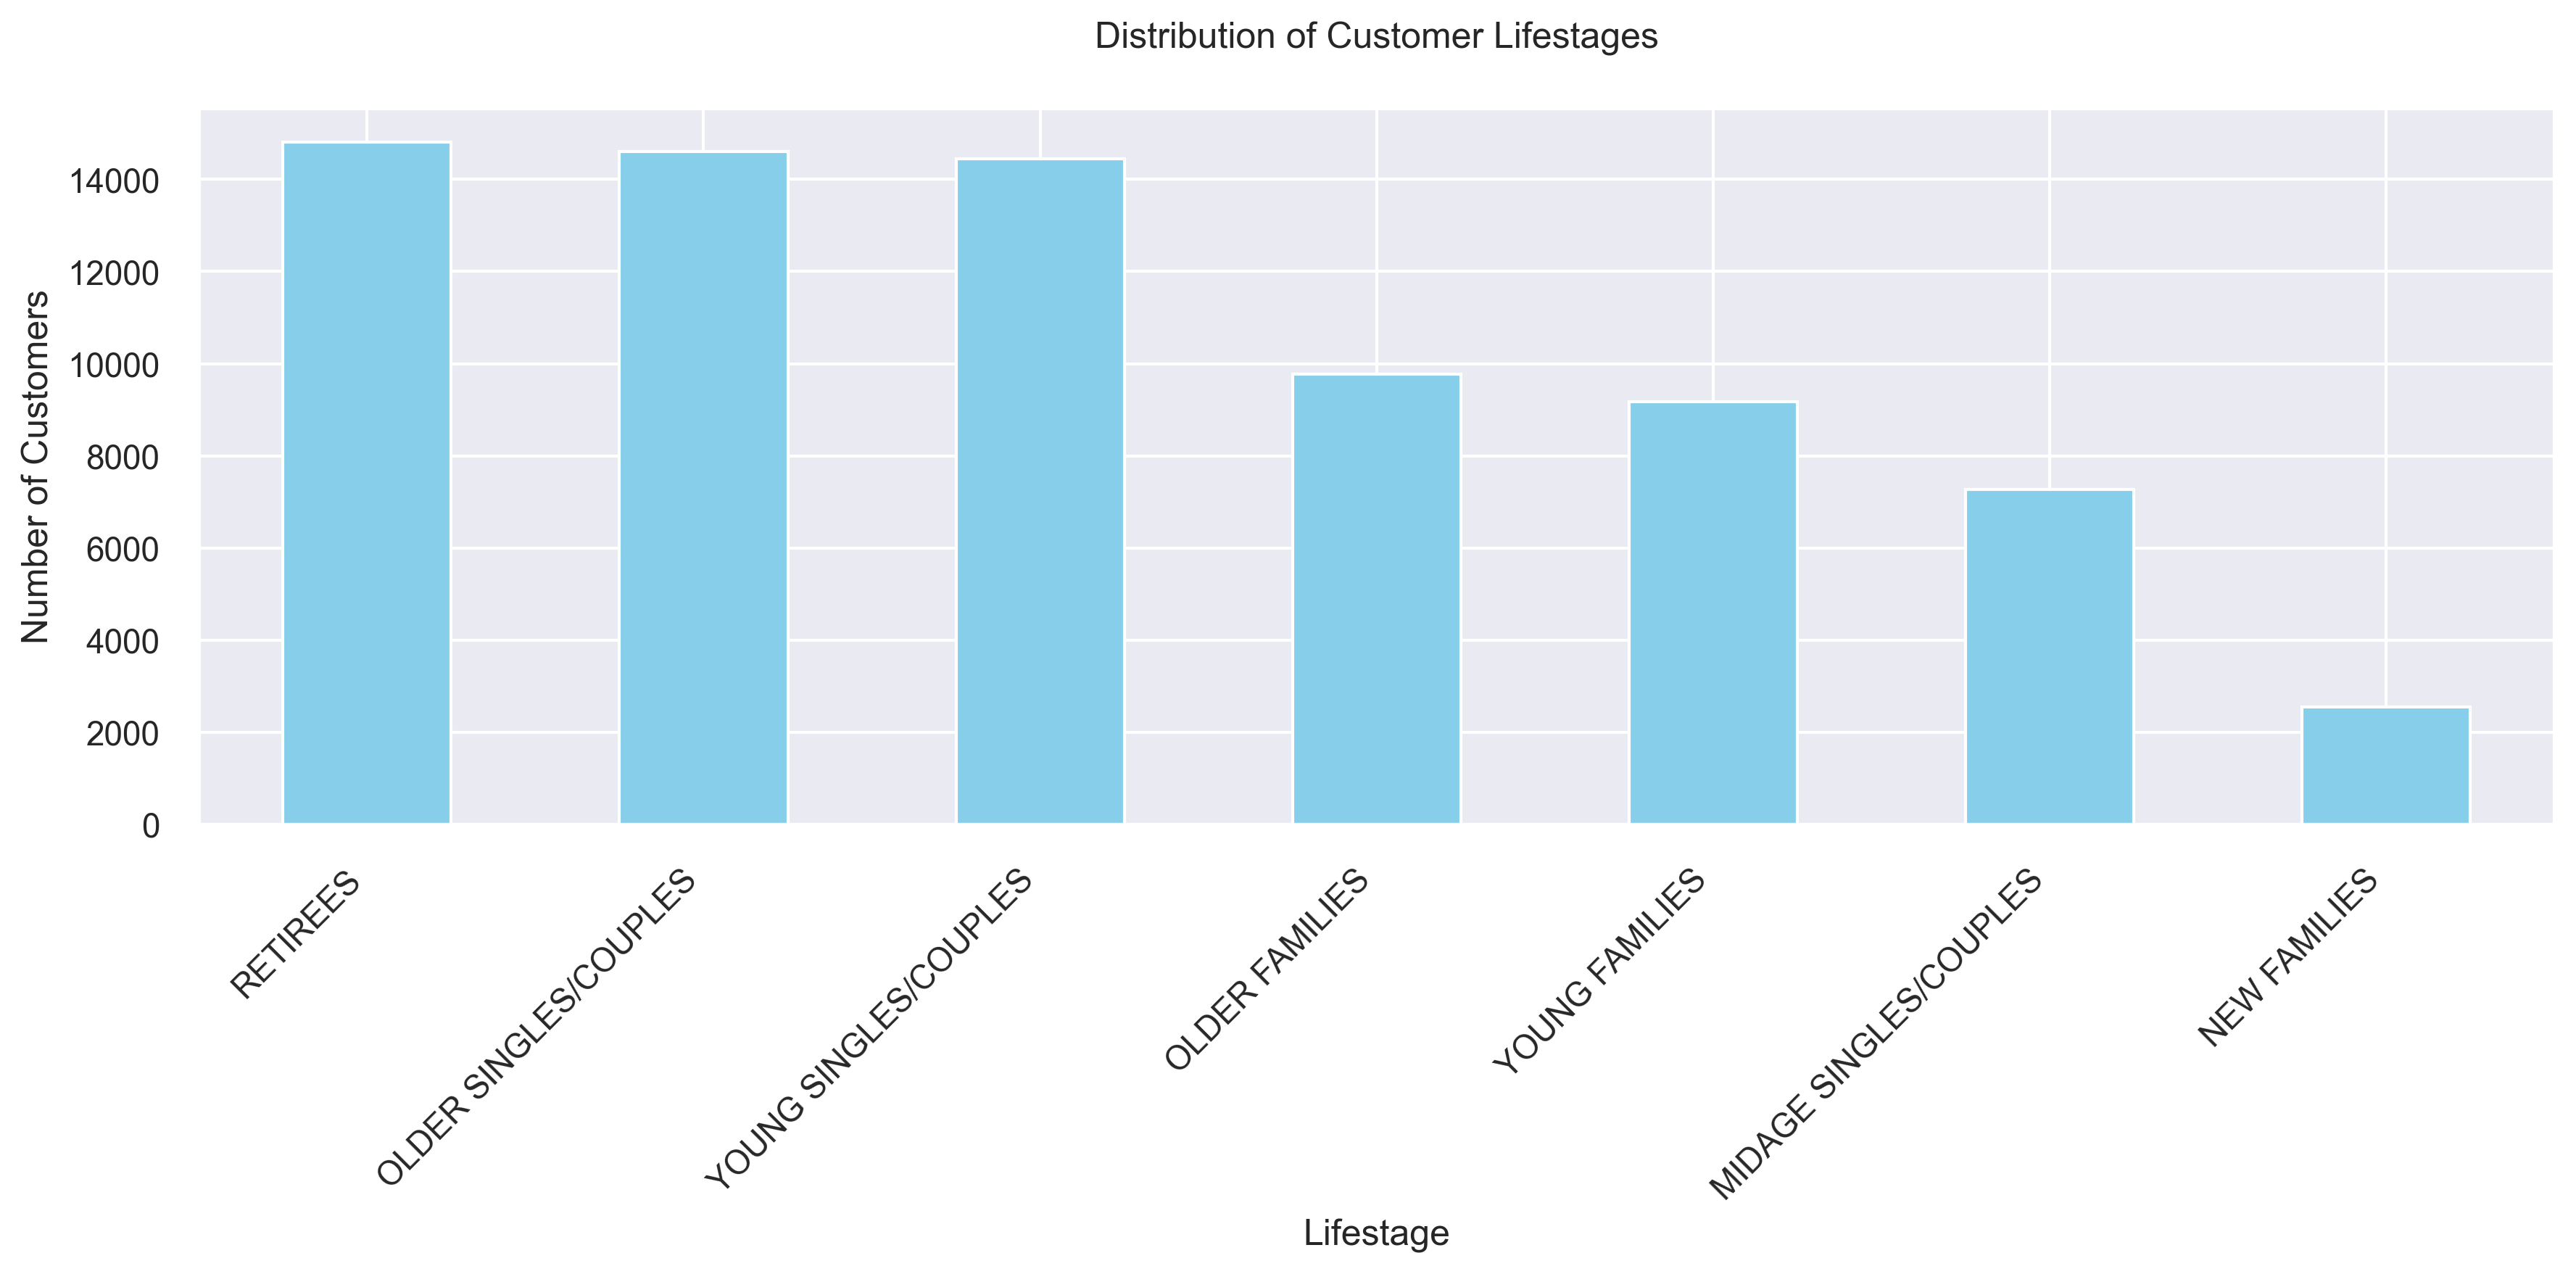 Distribution of Customer Lifestages
Number of Customers
14000
12000
10000
8000
6000
4000
2000
0
RETIREES
OLDER SINGLES/COUPLES
YOUNG SINGLES/COUPLES
OLDER FAMILIES
YOUNG FAMILIES
MIDAGE SINGLES/COUPLES
NEW FAMILIES
Lifestage